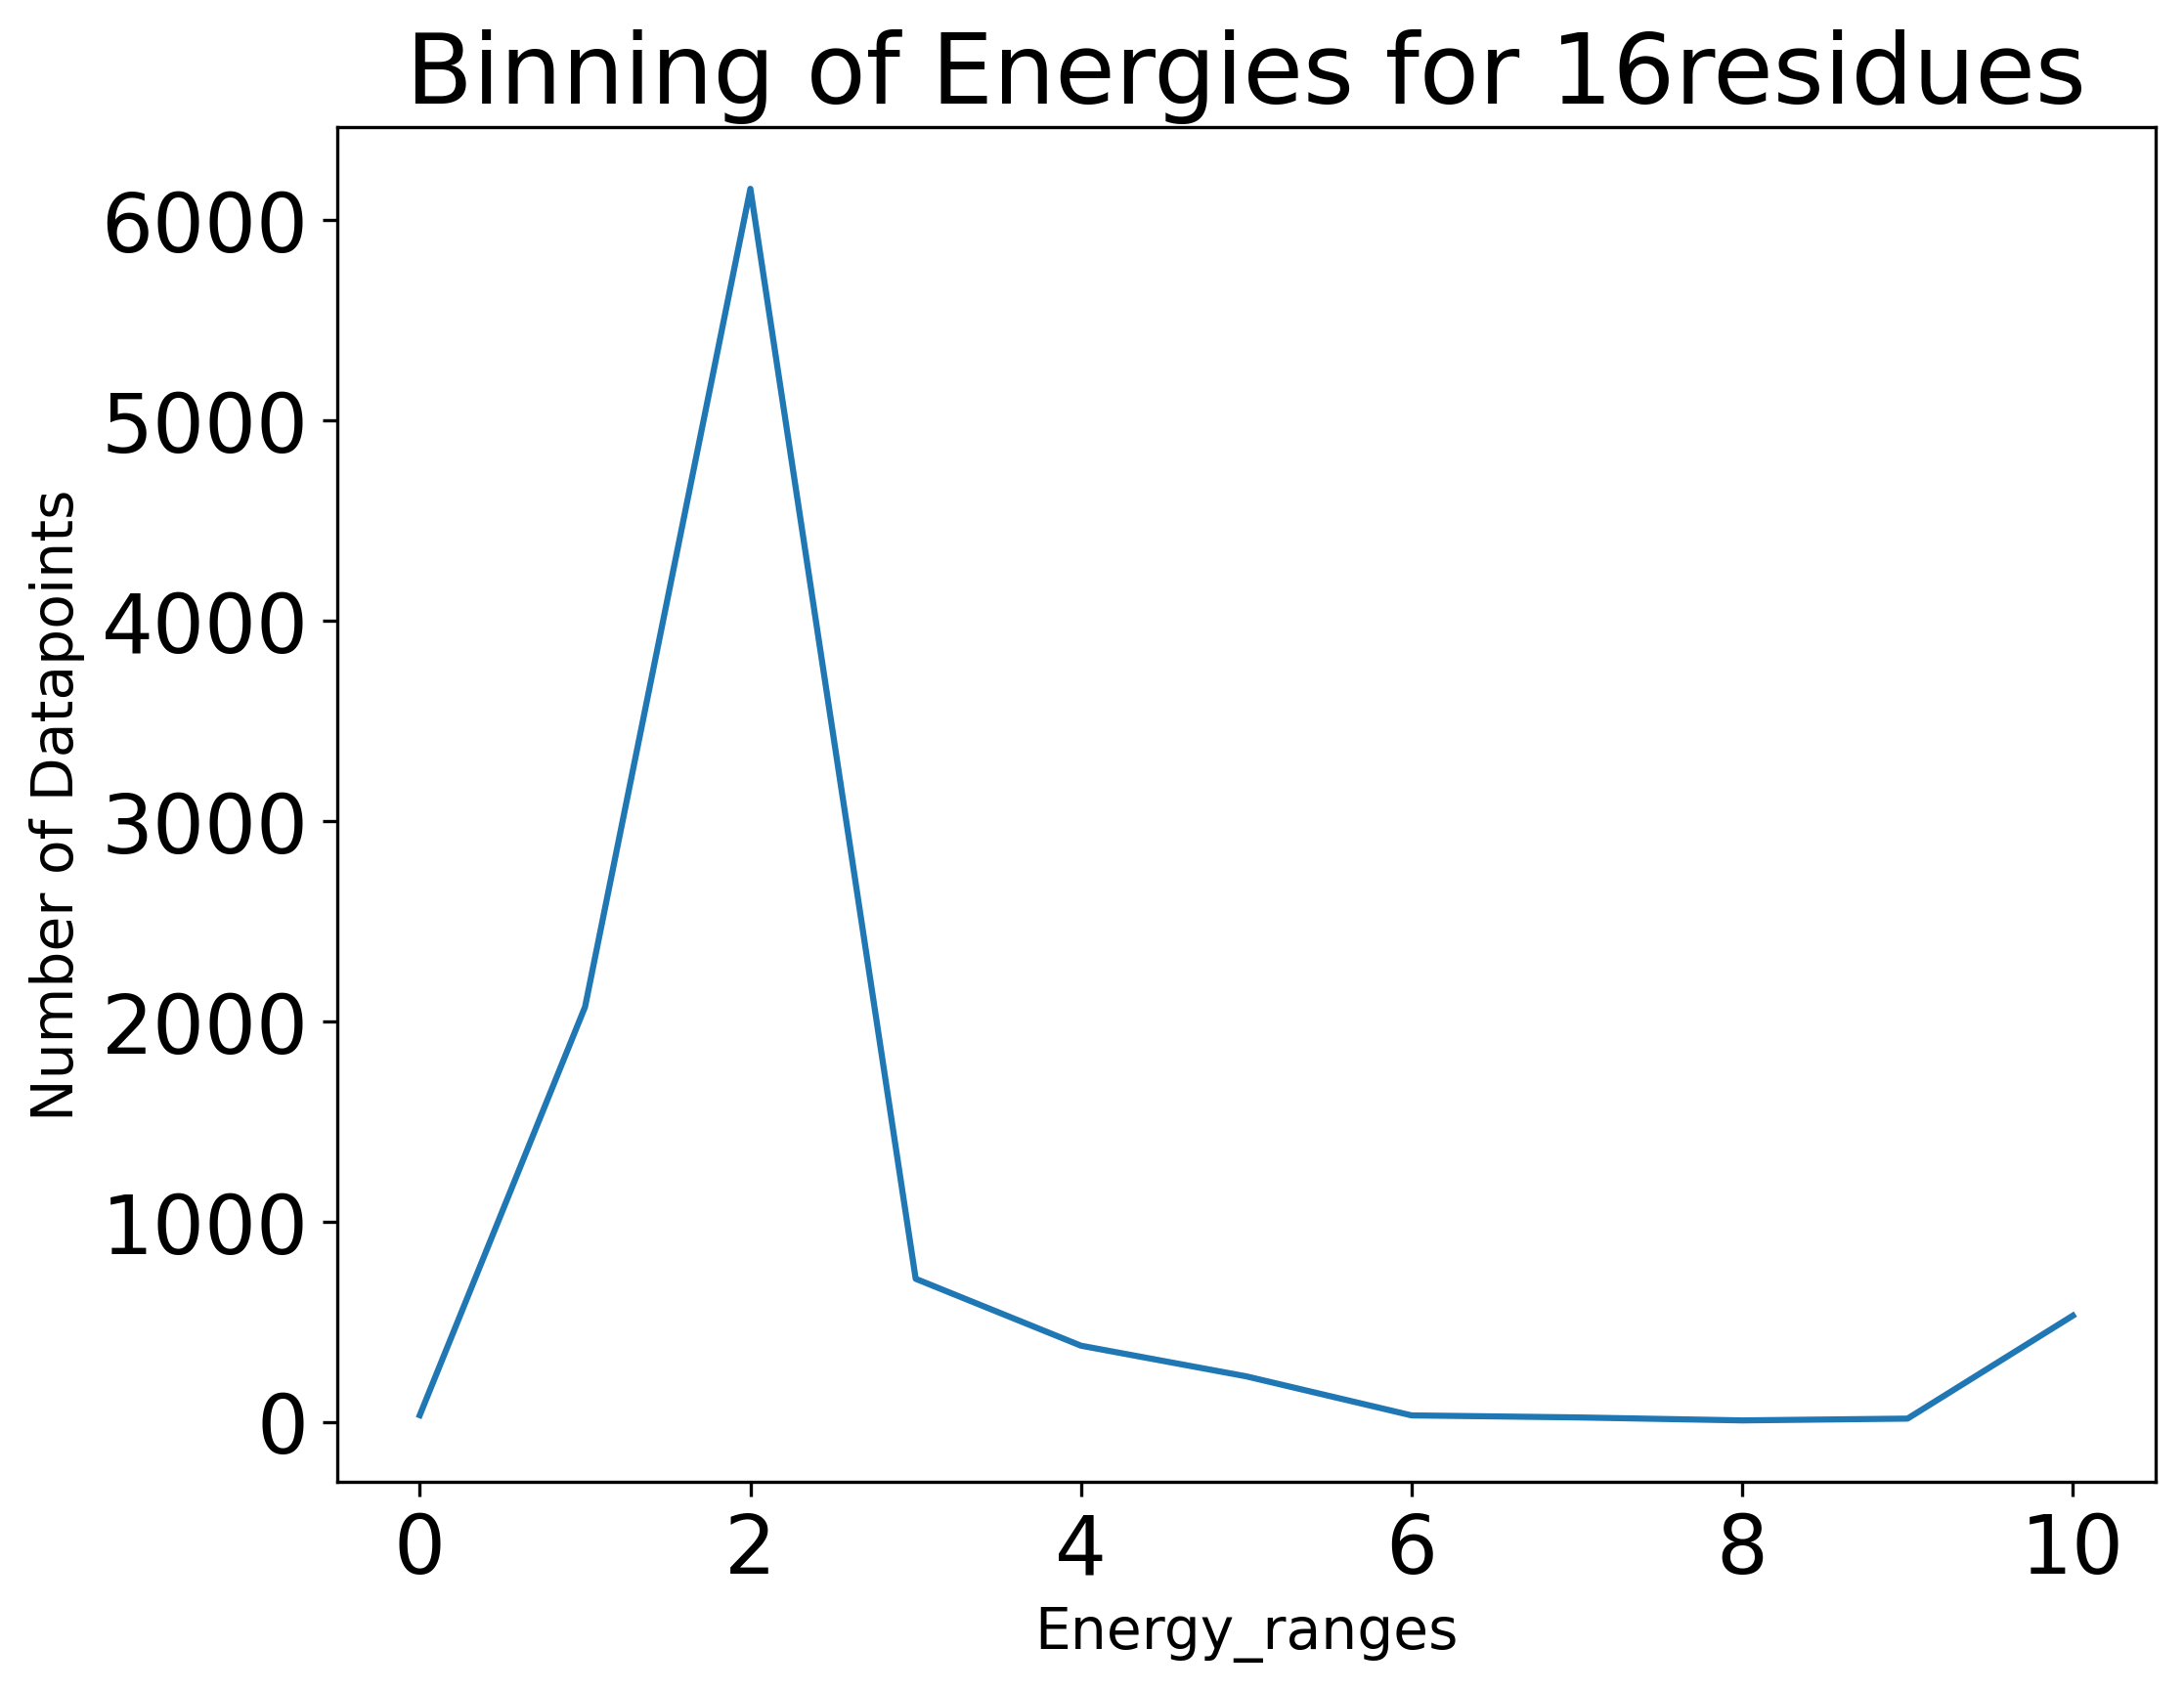 Binning of Energies for 16residues
Number of Datapoints
6000
5000
4000
3000
2000
1000
0
0 2 4 6 8 10
Energy_ranges